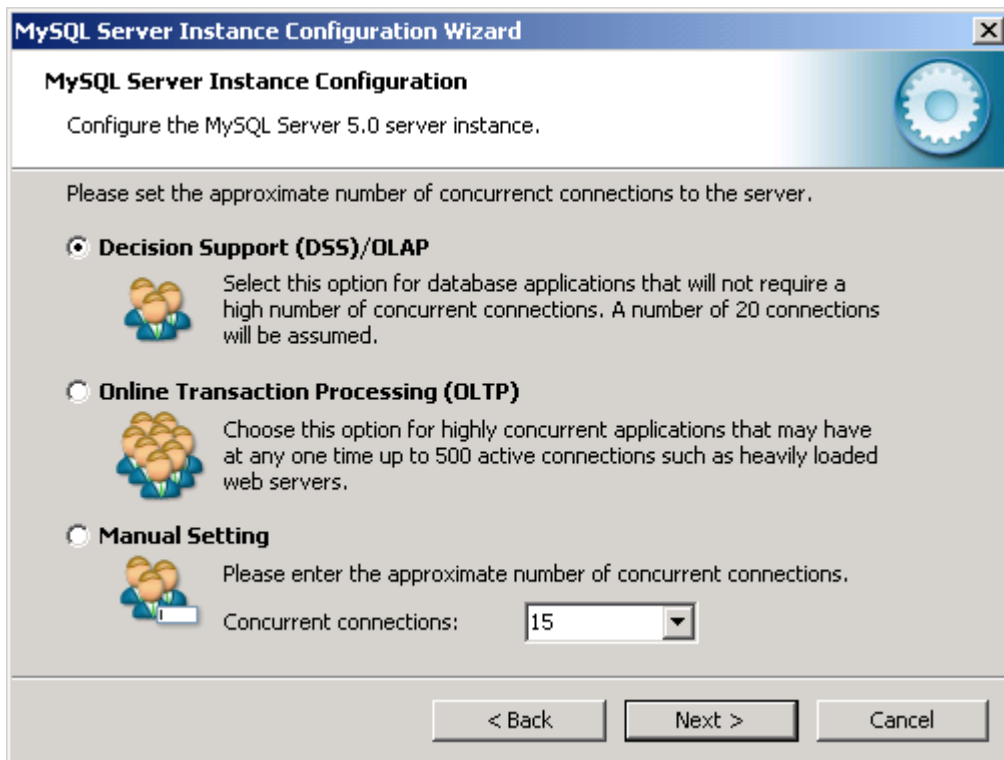 MySQL Server Instance Configuration Wizard
MySQL Server Instance Configuration
Configure the MySQL Server 5.0 server instance.
Please set the approximate number of concurrenct connections to the server.
Decision Support (DSS)/OLAP
Select this option for database applications that will not require a
high number of concurrent connections. A number of 20 connections
will be assumed.
Online Transaction Processing (OLTP)
Choose this option for highly concurrent applications that may have
at any one time up to 500 active connections such as heavily loaded
web servers.
Manual Setting
Please enter the approximate number of concurrent connections.
Concurrent connections: 15
< Back Next > Cancel